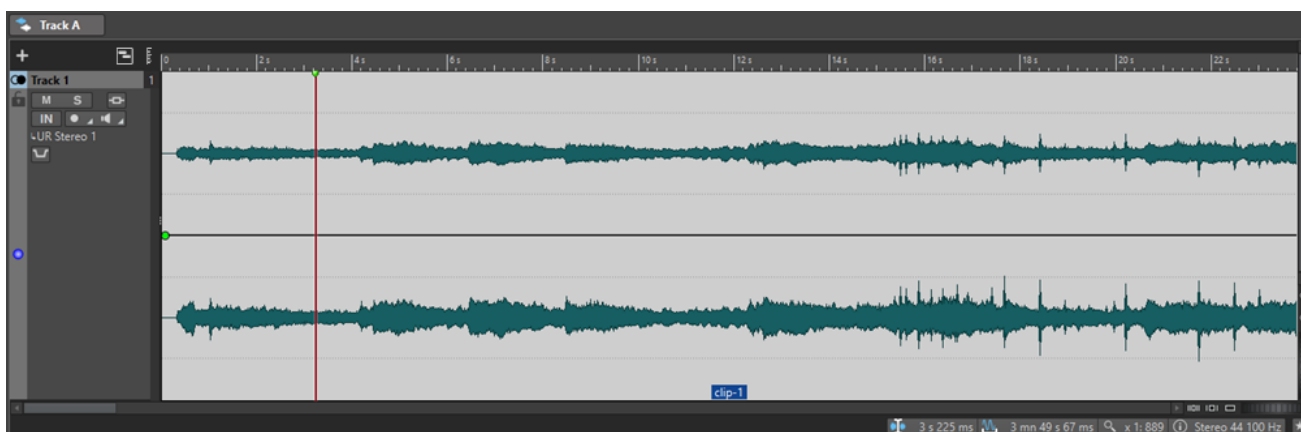 Track A
0 2 s 4 s 6 s 8 s 10 s 12 s 14 s 16 s 18 s 20 s 22 s
Track 1 1
M S
IN
UR Stereo 1
clip-1
3 s 225 ms 3 mn 49 s 67 ms x 1: 889 Stereo 44 100 Hz